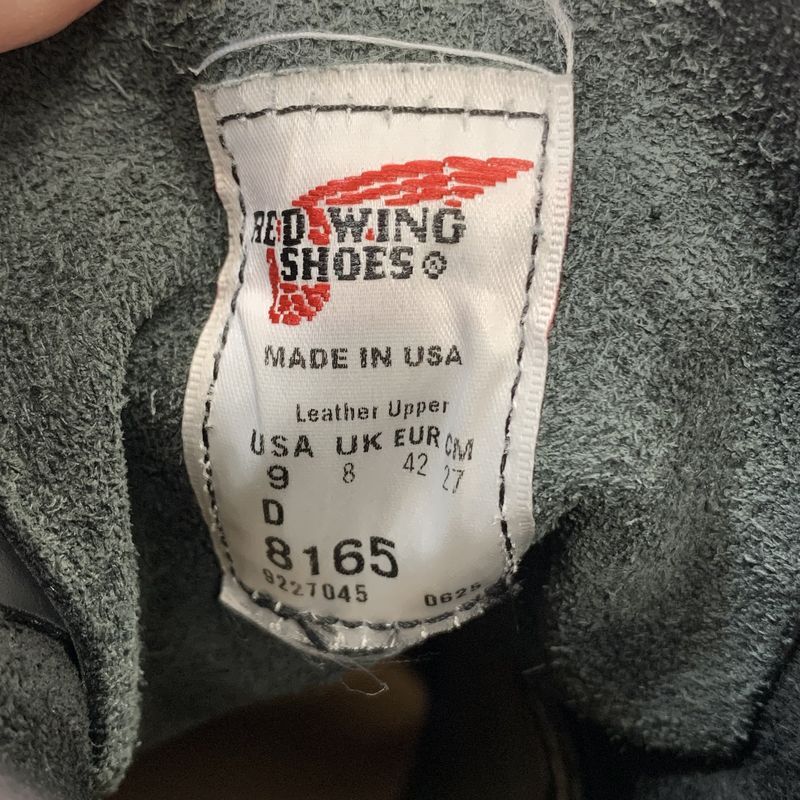 RED WING
SHOES®
MADE IN USA
Leather Upper
USA UK EUR CM
9 8 42 27
D
8165
9227045 0625